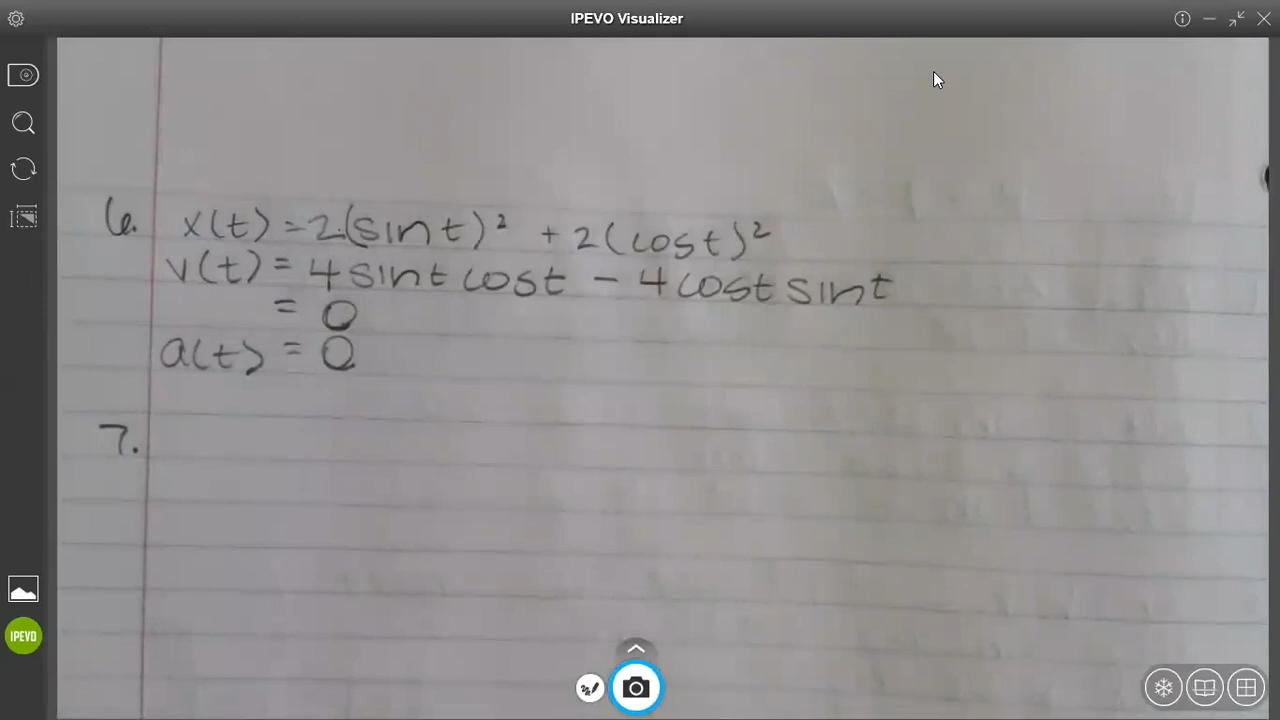 IPEVO Visualizer
6. x(t) = 2(sin t)² + 2(cos t)²
v(t) = 4 sin t cos t - 4 cos t sin t
= 0
a(t) = 0
7.
IPEVO